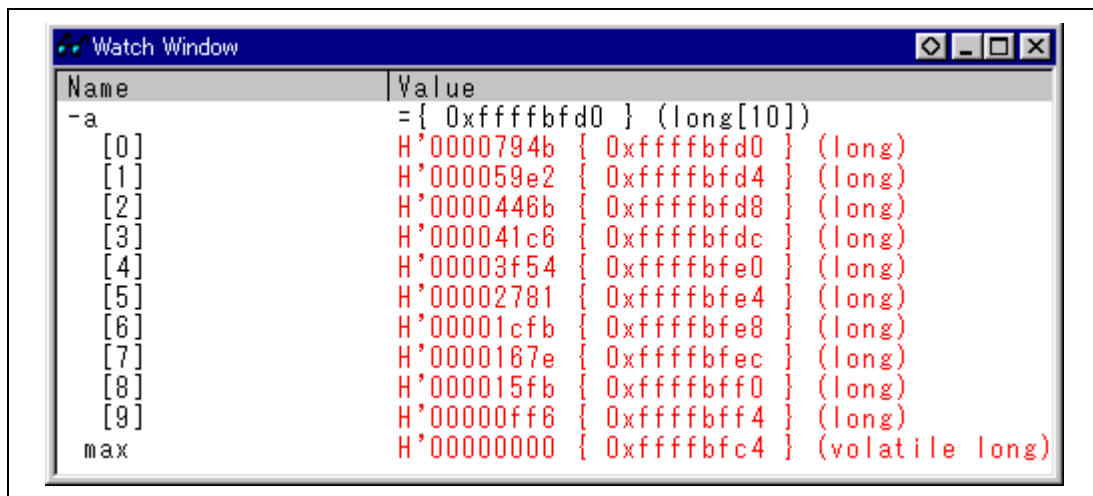 Watch Window
Name Value
-a ={ 0xffffbfd0 } (long[10])
[0] H'0000794b { 0xffffbfd0 } (long)
[1] H'000059e2 { 0xffffbfd4 } (long)
[2] H'0000446b { 0xffffbfd8 } (long)
[3] H'000041c6 { 0xffffbfdc } (long)
[4] H'00003f54 { 0xffffbfe0 } (long)
[5] H'00002781 { 0xffffbfe4 } (long)
[6] H'00001cfb { 0xffffbfe8 } (long)
[7] H'0000167e { 0xffffbfec } (long)
[8] H'000015fb { 0xffffbff0 } (long)
[9] H'00000ff6 { 0xffffbff4 } (long)
max H'00000000 { 0xffffbfc4 } (volatile long)